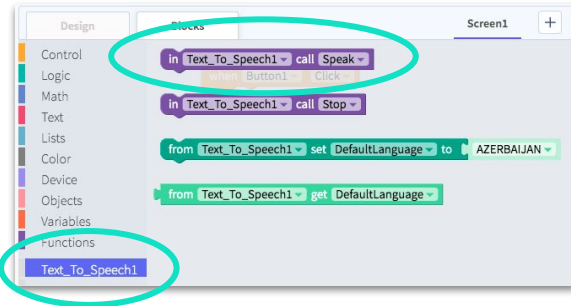 Design
Blocks
Screen1
+
Control
Logic
Math
Text
Lists
Color
Device
Objects
Variables
Functions
Text_To_Speech1
in Text_To_Speech1 call Speak
when Button1 Click
in Text_To_Speech1 call Stop
from Text_To_Speech1 set DefaultLanguage to AZERBAIJAN
from Text_To_Speech1 get DefaultLanguage